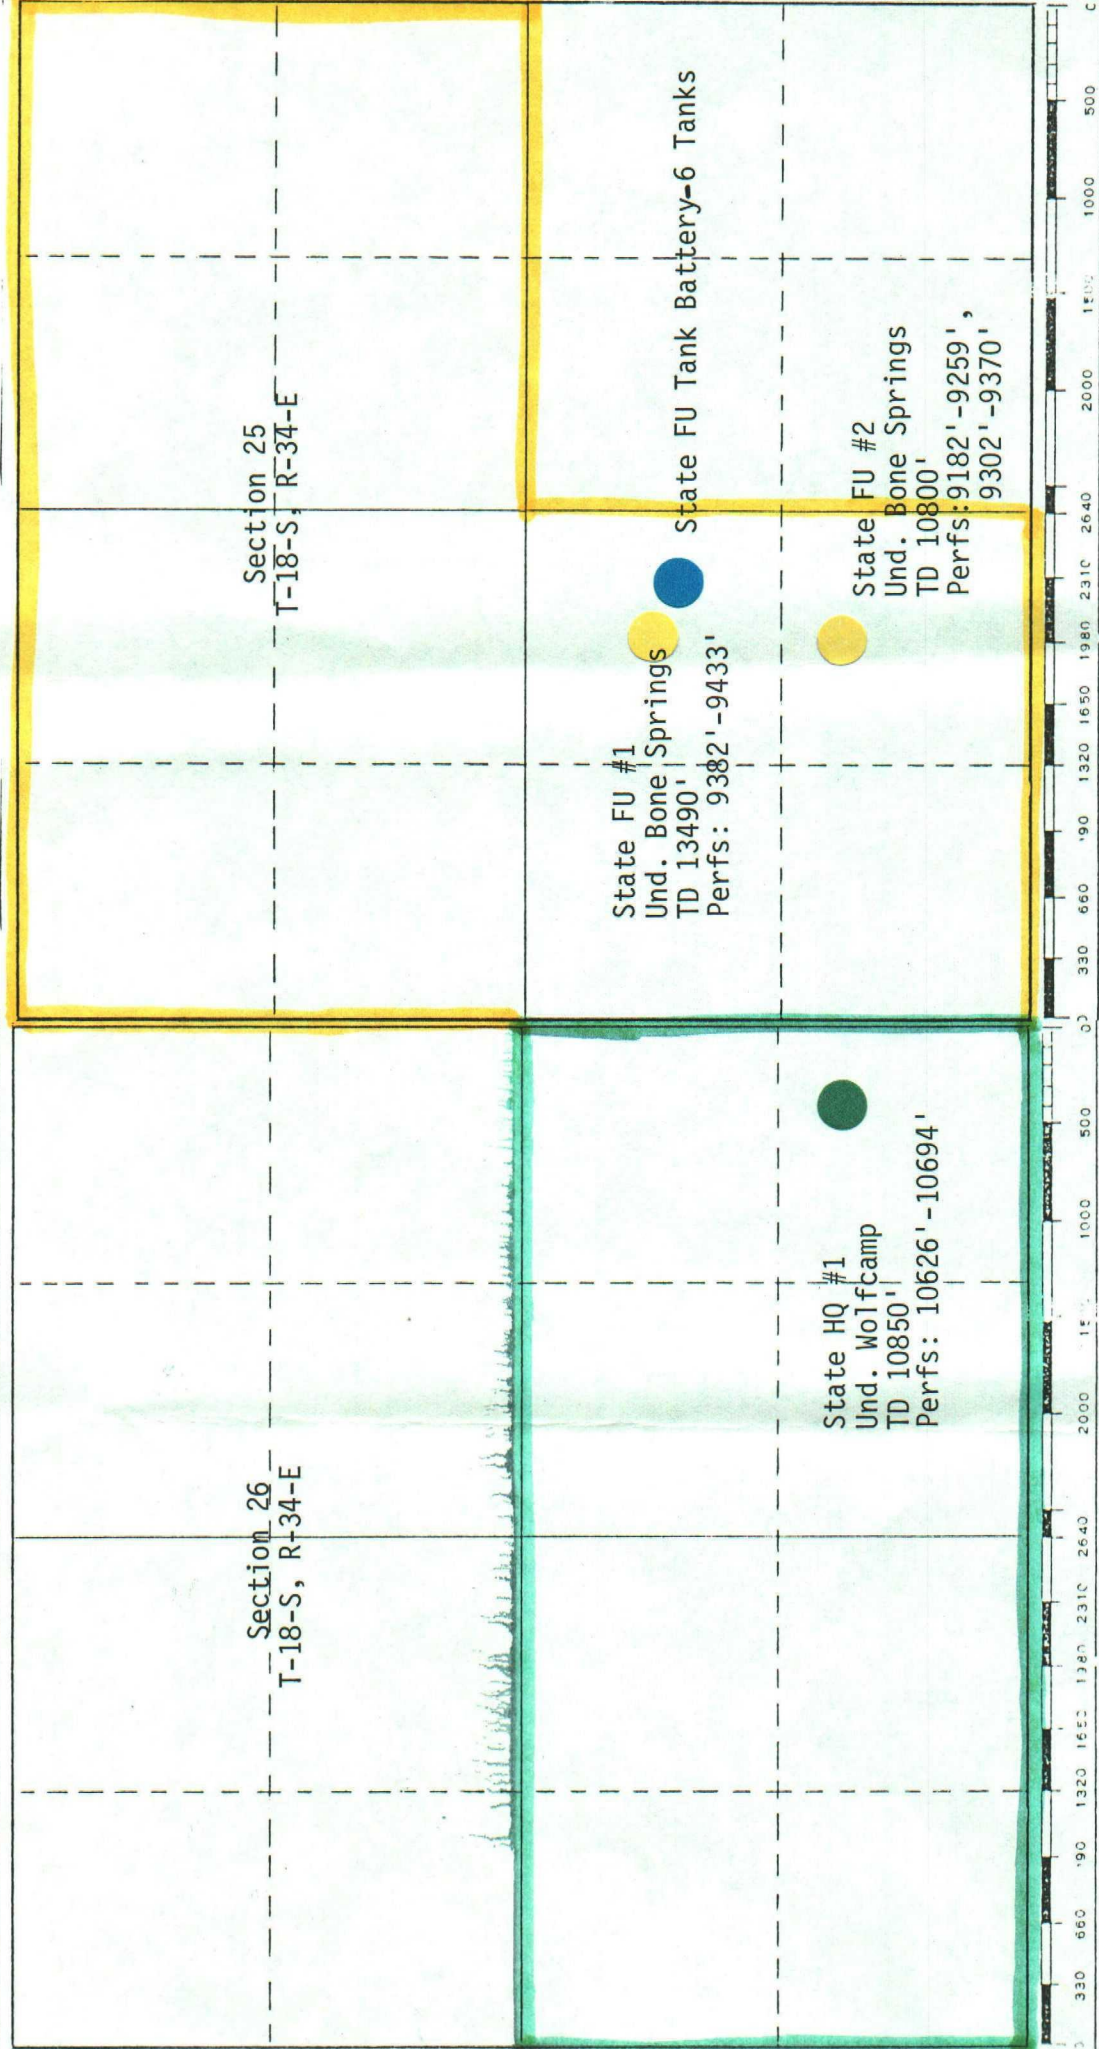 Section 26
T-18-S, R-34-E
State HQ #1
Und. Wolfcamp
TD 10850'
Perfs: 10626'-10694'
Section 25
T-18-S, R-34-E
State FU #1
Und. Bone Springs
TD 13490'
Perfs: 9382'-9433'
State FU Tank Battery-6 Tanks
State FU #2
Und. Bone Springs
TD 10800'
Perfs:9182'-9259',
9302'-9370'
330 660 1320 1650 2310 2640 2000 1000 500
0 330 660 1320 1650 1980 2310 2640 2000 1000 500